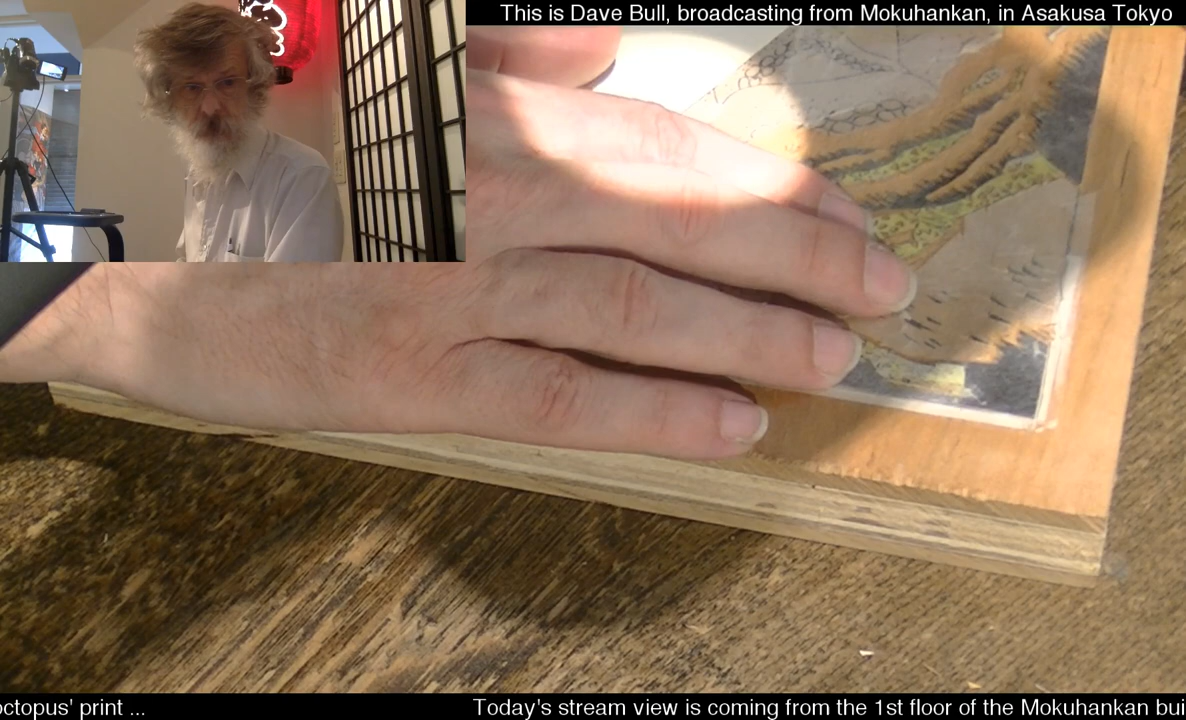 This is Dave Bull, broadcasting from Mokuhankan, in Asakusa Tokyo
octopus' print ...
Today's stream view is coming from the 1st floor of the Mokuhankan bui